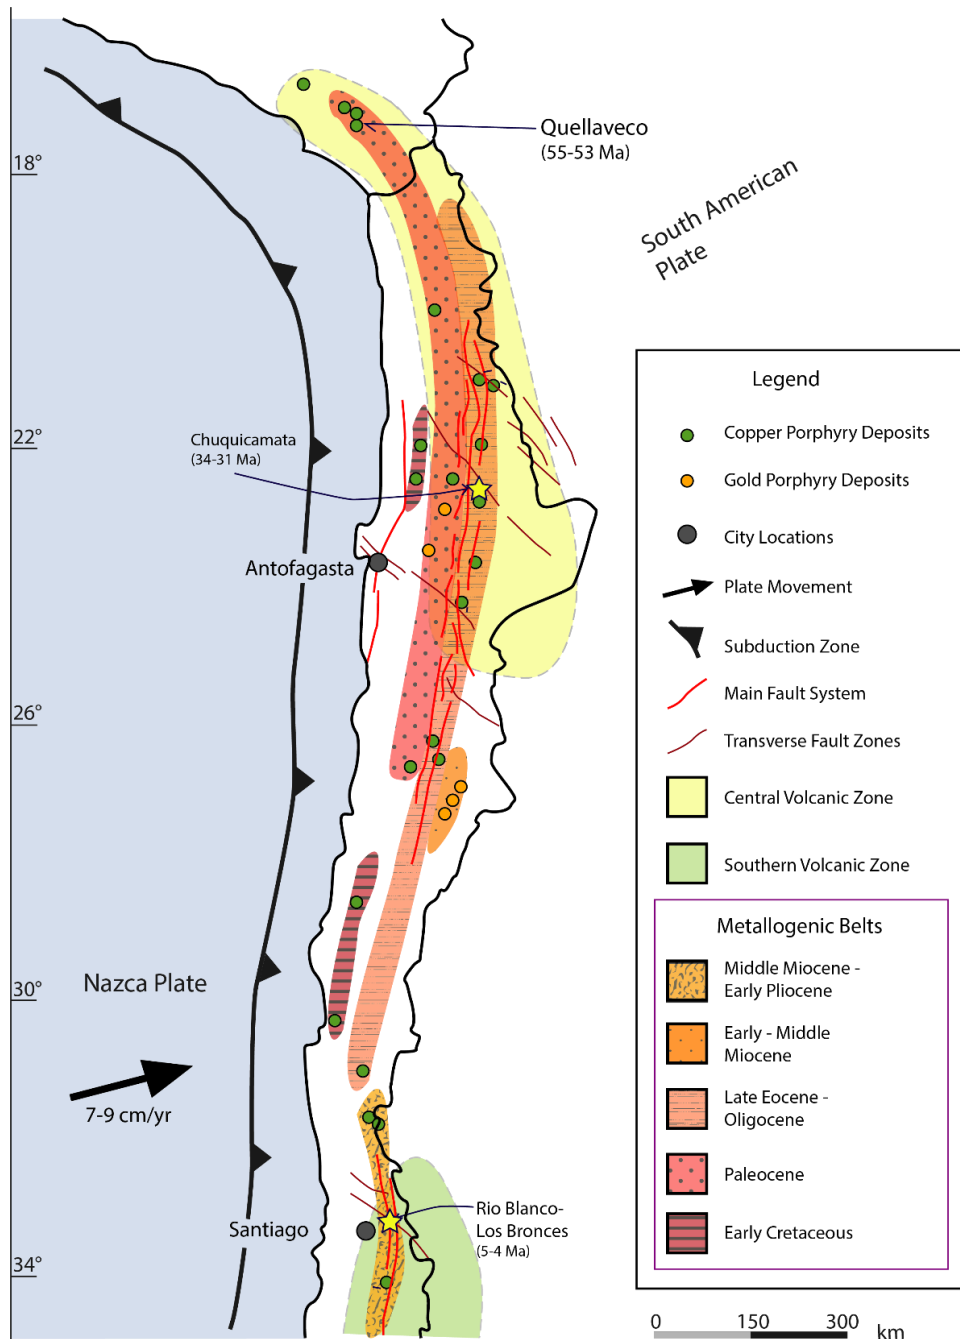 18°
22°
26°
30°
34°
Quellaveco
(55-53 Ma)
South American
Plate
Chuquicamata
(34-31 Ma)
Antofagasta
Nazca Plate
7-9 cm/yr
Santiago
Rio Blanco-
Los Bronces
(5-4 Ma)
Legend
Copper Porphyry Deposits
Gold Porphyry Deposits
City Locations
Plate Movement
Subduction Zone
Main Fault System
Transverse Fault Zones
Central Volcanic Zone
Southern Volcanic Zone
Metallogenic Belts
Middle Miocene -
Early Pliocene
Early - Middle
Miocene
Late Eocene -
Oligocene
Paleocene
Early Cretaceous
0 150 300 km